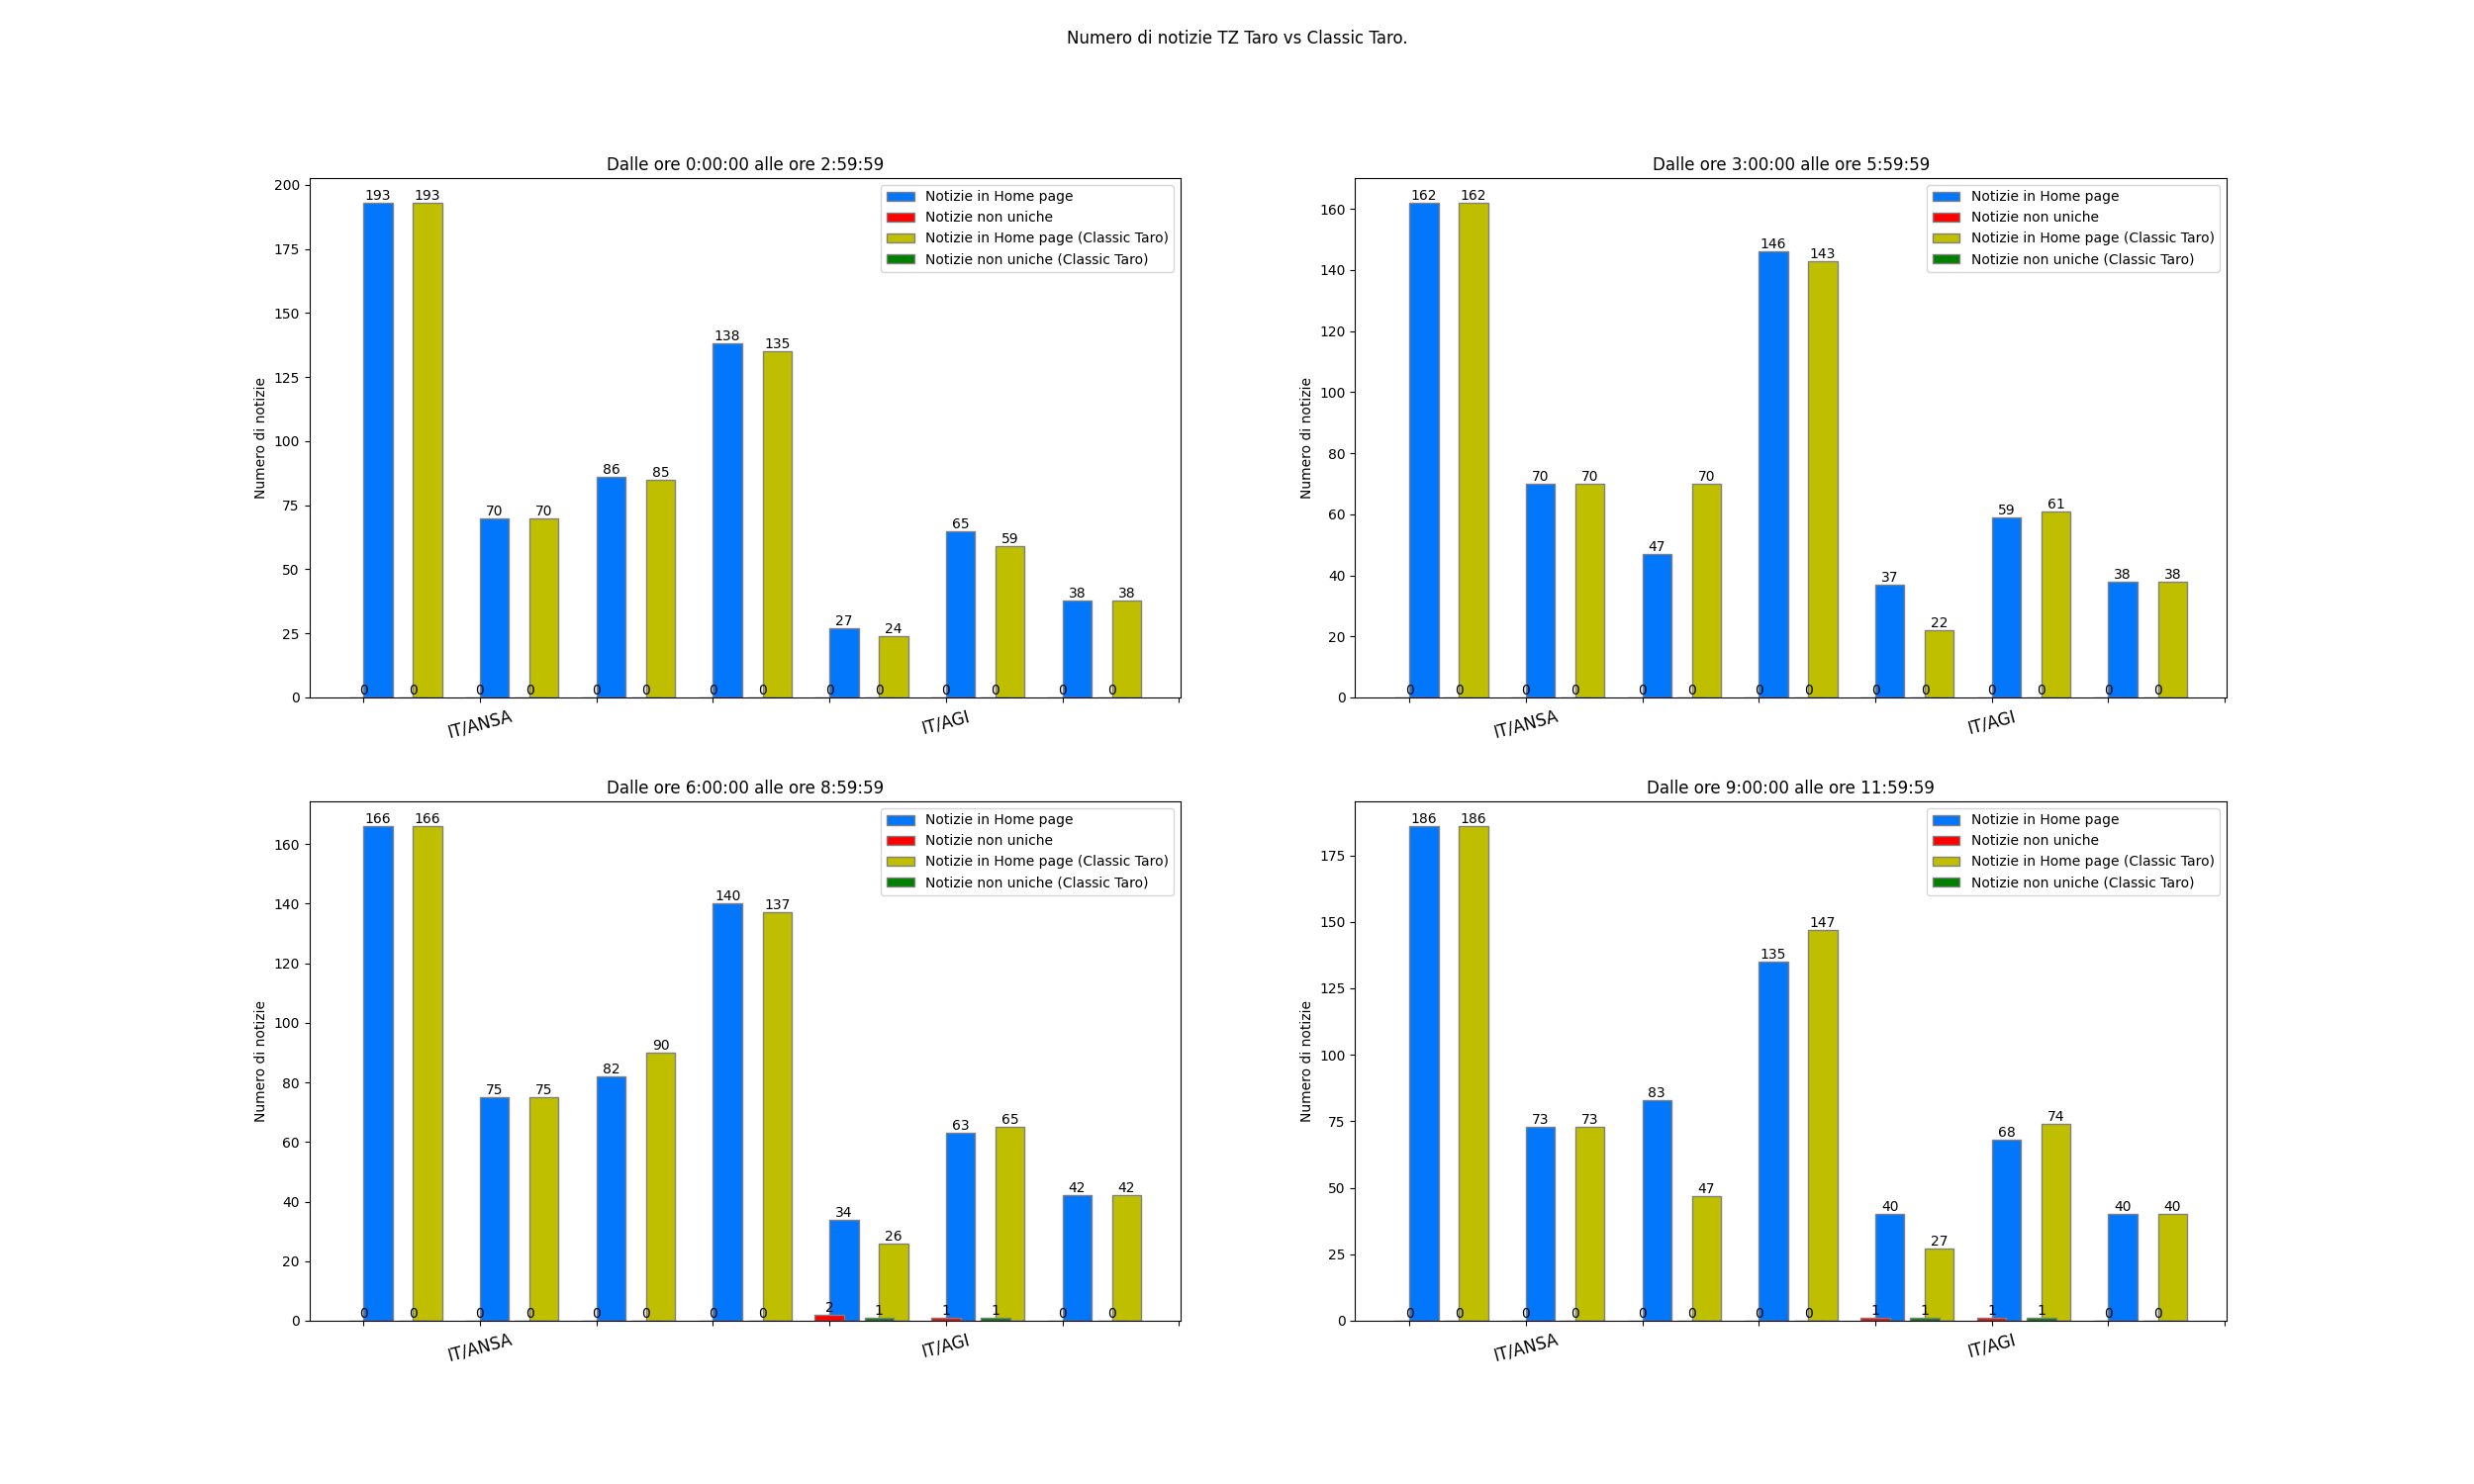 Numero di notizie TZ Taro vs Classic Taro.
Dalle ore 0:00:00 alle ore 2:59:59
Numero di notizie
200
175
150
125
100
75
50
25
0
Notizie in Home page
Notizie non uniche
Notizie in Home page (Classic Taro)
Notizie non uniche (Classic Taro)
193 193
70 70
86 85
138 135
27 24
65 59
38 38
0 0 0 0 0 0 0 0 0 0 0 0 0 0
IT/ANSA IT/AGI
Dalle ore 3:00:00 alle ore 5:59:59
Numero di notizie
160
140
120
100
80
60
40
20
0
Notizie in Home page
Notizie non uniche
Notizie in Home page (Classic Taro)
Notizie non uniche (Classic Taro)
162 162
70 70
47 70
146 143
37 22
59 61
38 38
0 0 0 0 0 0 0 0 0 0 0 0 0 0
IT/ANSA IT/AGI
Dalle ore 6:00:00 alle ore 8:59:59
Numero di notizie
160
140
120
100
80
60
40
20
0
Notizie in Home page
Notizie non uniche
Notizie in Home page (Classic Taro)
Notizie non uniche (Classic Taro)
166 166
75 75
82 90
140 137
34 26
63 65
42 42
0 0 0 0 0 0 0 0 2 1 1 1 0 0
IT/ANSA IT/AGI
Dalle ore 9:00:00 alle ore 11:59:59
Numero di notizie
175
150
125
100
75
50
25
0
Notizie in Home page
Notizie non uniche
Notizie in Home page (Classic Taro)
Notizie non uniche (Classic Taro)
186 186
73 73
83 47
135 147
40 27
68 74
40 40
0 0 0 0 0 0 0 0 1 1 1 1 0 0
IT/ANSA IT/AGI